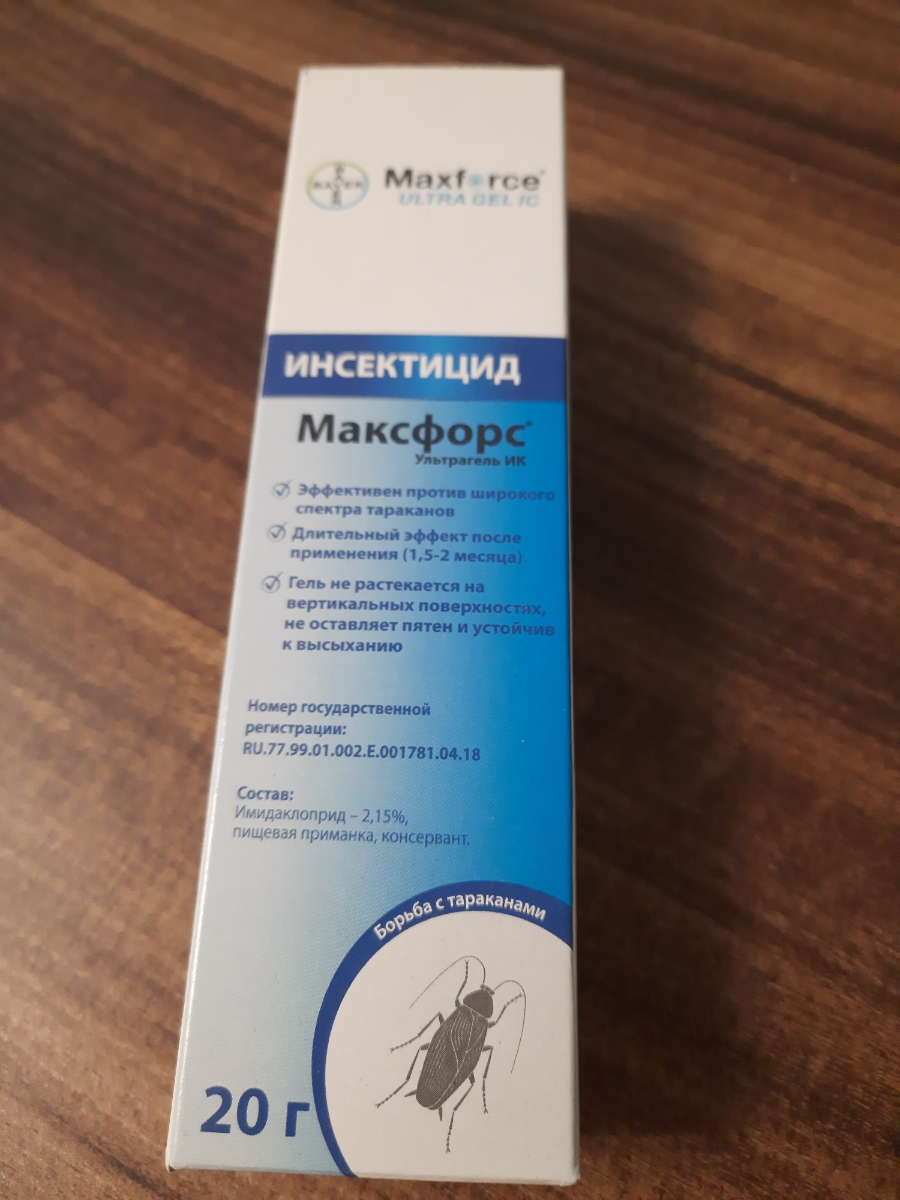 BAYER
Maxforce
ULTRA GEL IC
ИНСЕКТИЦИД
Максфорс
Ультрагель ИК
Эффективен против широкого
спектра тараканов
Длительный эффект после
применения (1,5-2 месяца)
Гель не растекается на
вертикальных поверхностях,
не оставляет пятен и устойчив
к высыханию
Номер государственной
регистрации:
RU.77.99.01.002.Е.001781.04.18
Состав:
Имидаклоприд – 2,15%,
пищевая приманка, консервант.
Борьба с тараканами
20 г